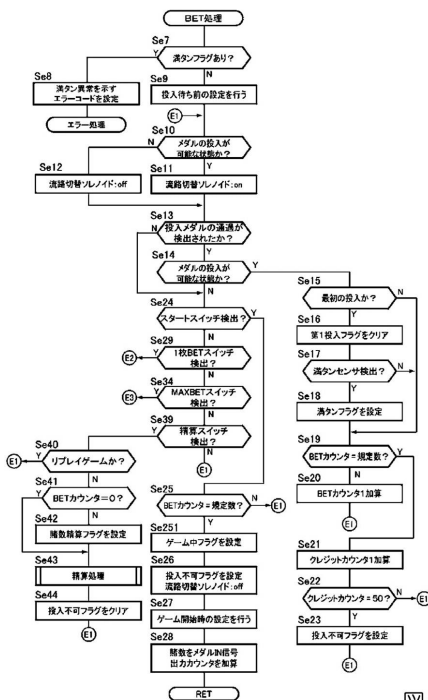 BET処理
Se7
満タンフラグあり?
Y
N
Se8
満タン異常を示す
エラーコードを設定
エラー処理
Se9
投入待ち前の設定を行う
E1
Se10
メダルの投入が
可能な状態か?
N
Y
Se12
流路切替ソレノイド:off
Se11
流路切替ソレノイド:on
Se13
投入メダルの通過が
検出されたか?
N
Y
Se14
メダルの投入が
可能な状態か?
Y
N
Se15
最初の投入か?
N
Y
Se16
第1投入フラグをクリア
Se17
満タンセンサ検出?
N
Y
Se18
満タンフラグを設定
Se19
BETカウンタ=規定数?
Y
N
Se20
BETカウンタ1加算
E1
Se21
クレジットカウンタ1加算
Se22
クレジットカウンタ=50?
N
E1
Y
Se23
投入不可フラグを設定
E1
Se24
スタートスイッチ検出?
Y
N
Se29
1枚BETスイッチ
検出?
Y
E2
N
Se34
MAXBETスイッチ
検出?
Y
E3
N
Se39
精算スイッチ
検出?
Y
N
E1
Se40
リプレイゲームか?
Y
E1
N
Se41
BETカウンタ=0?
Y
N
Se42
賭数精算フラグを設定
Se43
精算処理
Se44
投入不可フラグをクリア
E1
Se25
BETカウンタ=規定数?
N
E1
Y
Se251
ゲーム中フラグを設定
Se26
投入不可フラグを設定
流路切替ソレノイド:off
Se27
ゲーム開始時の設定を行う
Se28
賭数をメダルIN信号
出力カウンタを加算
RET